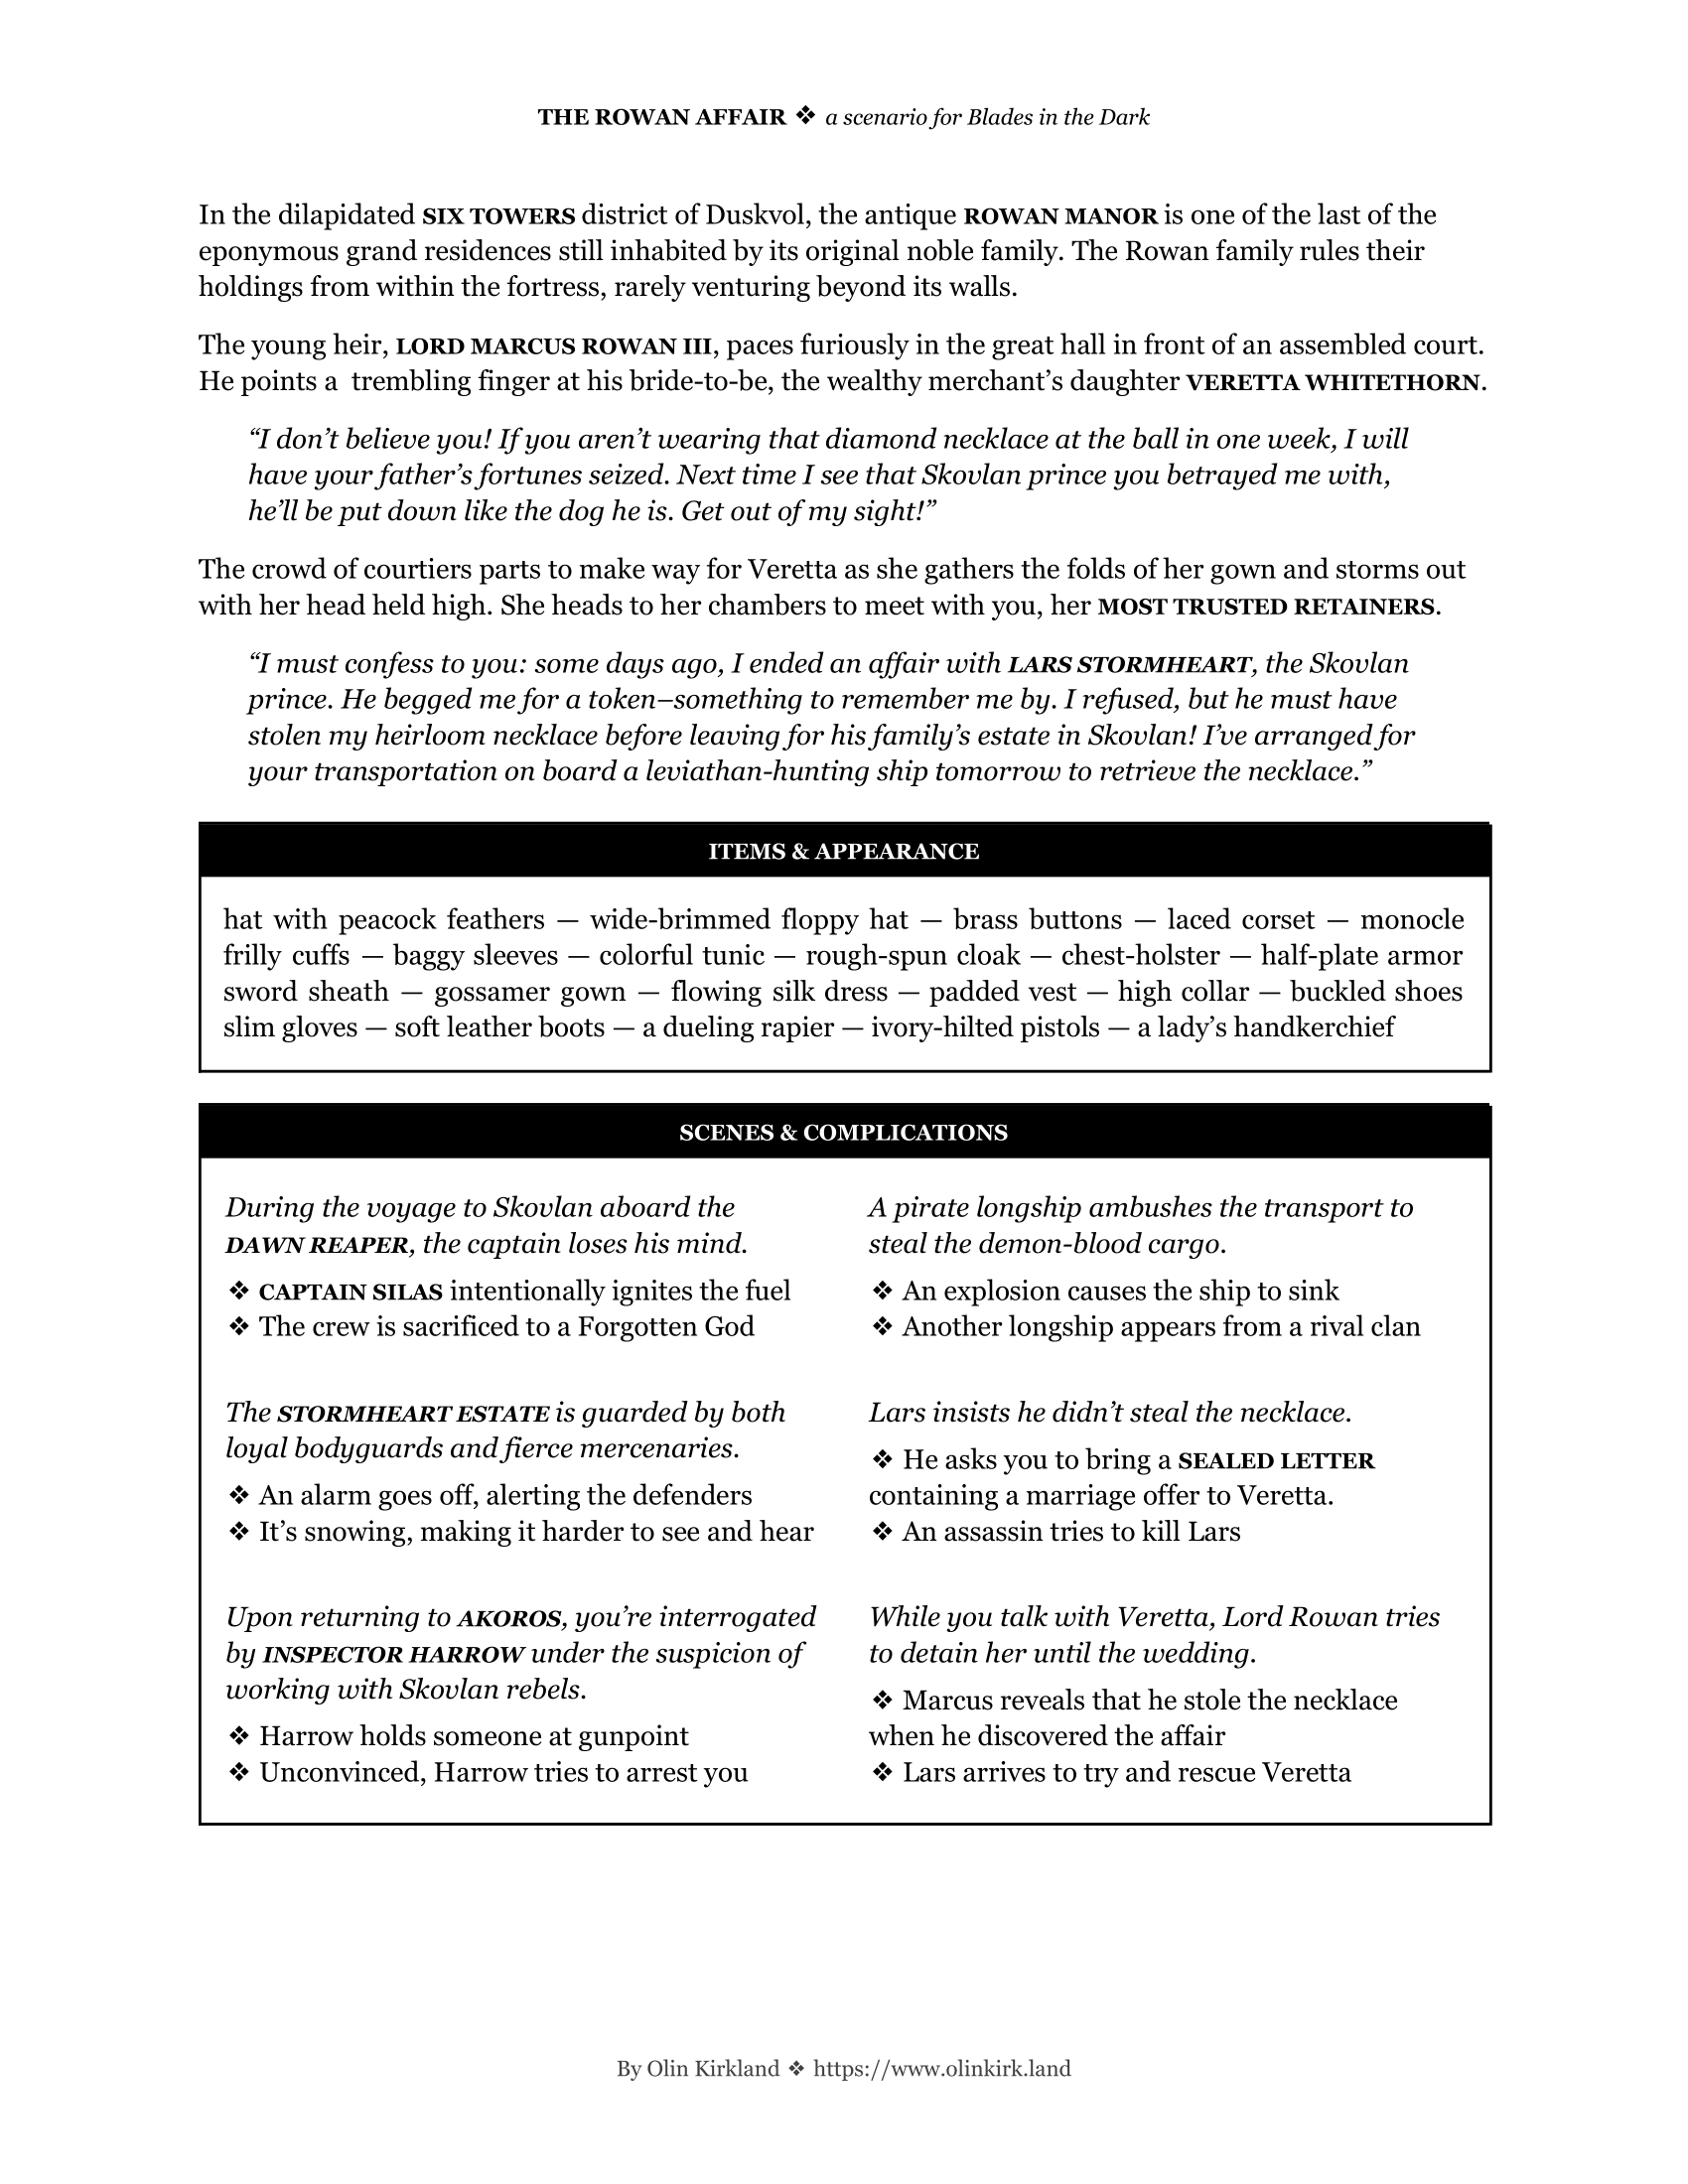 THE ROWAN AFFAIR ❖ a scenario for Blades in the Dark
In the dilapidated SIX TOWERS district of Duskvol, the antique ROWAN MANOR is one of the last of the
eponymous grand residences still inhabited by its original noble family. The Rowan family rules their
holdings from within the fortress, rarely venturing beyond its walls.
The young heir, LORD MARCUS ROWAN III, paces furiously in the great hall in front of an assembled court.
He points a  trembling finger at his bride-to-be, the wealthy merchant’s daughter VERETTA WHITETHORN.
“I don’t believe you! If you aren’t wearing that diamond necklace at the ball in one week, I will
have your father’s fortunes seized. Next time I see that Skovlan prince you betrayed me with,
he’ll be put down like the dog he is. Get out of my sight!”
The crowd of courtiers parts to make way for Veretta as she gathers the folds of her gown and storms out
with her head held high. She heads to her chambers to meet with you, her MOST TRUSTED RETAINERS.
“I must confess to you: some days ago, I ended an affair with LARS STORMHEART, the Skovlan
prince. He begged me for a token–something to remember me by. I refused, but he must have
stolen my heirloom necklace before leaving for his family’s estate in Skovlan! I’ve arranged for
your transportation on board a leviathan-hunting ship tomorrow to retrieve the necklace.”
ITEMS & APPEARANCE
hat with peacock feathers — wide-brimmed floppy hat — brass buttons — laced corset — monocle
frilly cuffs — baggy sleeves — colorful tunic — rough-spun cloak — chest-holster — half-plate armor
sword sheath — gossamer gown — flowing silk dress — padded vest — high collar — buckled shoes
slim gloves — soft leather boots — a dueling rapier — ivory-hilted pistols — a lady’s handkerchief
SCENES & COMPLICATIONS
During the voyage to Skovlan aboard the
DAWN REAPER, the captain loses his mind.
❖ CAPTAIN SILAS intentionally ignites the fuel
❖ The crew is sacrificed to a Forgotten God
A pirate longship ambushes the transport to
steal the demon-blood cargo.
❖ An explosion causes the ship to sink
❖ Another longship appears from a rival clan
The STORMHEART ESTATE is guarded by both
loyal bodyguards and fierce mercenaries.
❖ An alarm goes off, alerting the defenders
❖ It’s snowing, making it harder to see and hear
Lars insists he didn’t steal the necklace.
❖ He asks you to bring a SEALED LETTER
containing a marriage offer to Veretta.
❖ An assassin tries to kill Lars
Upon returning to AKOROS, you’re interrogated
by INSPECTOR HARROW under the suspicion of
working with Skovlan rebels.
❖ Harrow holds someone at gunpoint
❖ Unconvinced, Harrow tries to arrest you
While you talk with Veretta, Lord Rowan tries
to detain her until the wedding.
❖ Marcus reveals that he stole the necklace
when he discovered the affair
❖ Lars arrives to try and rescue Veretta
By Olin Kirkland ❖ https://www.olinkirk.land